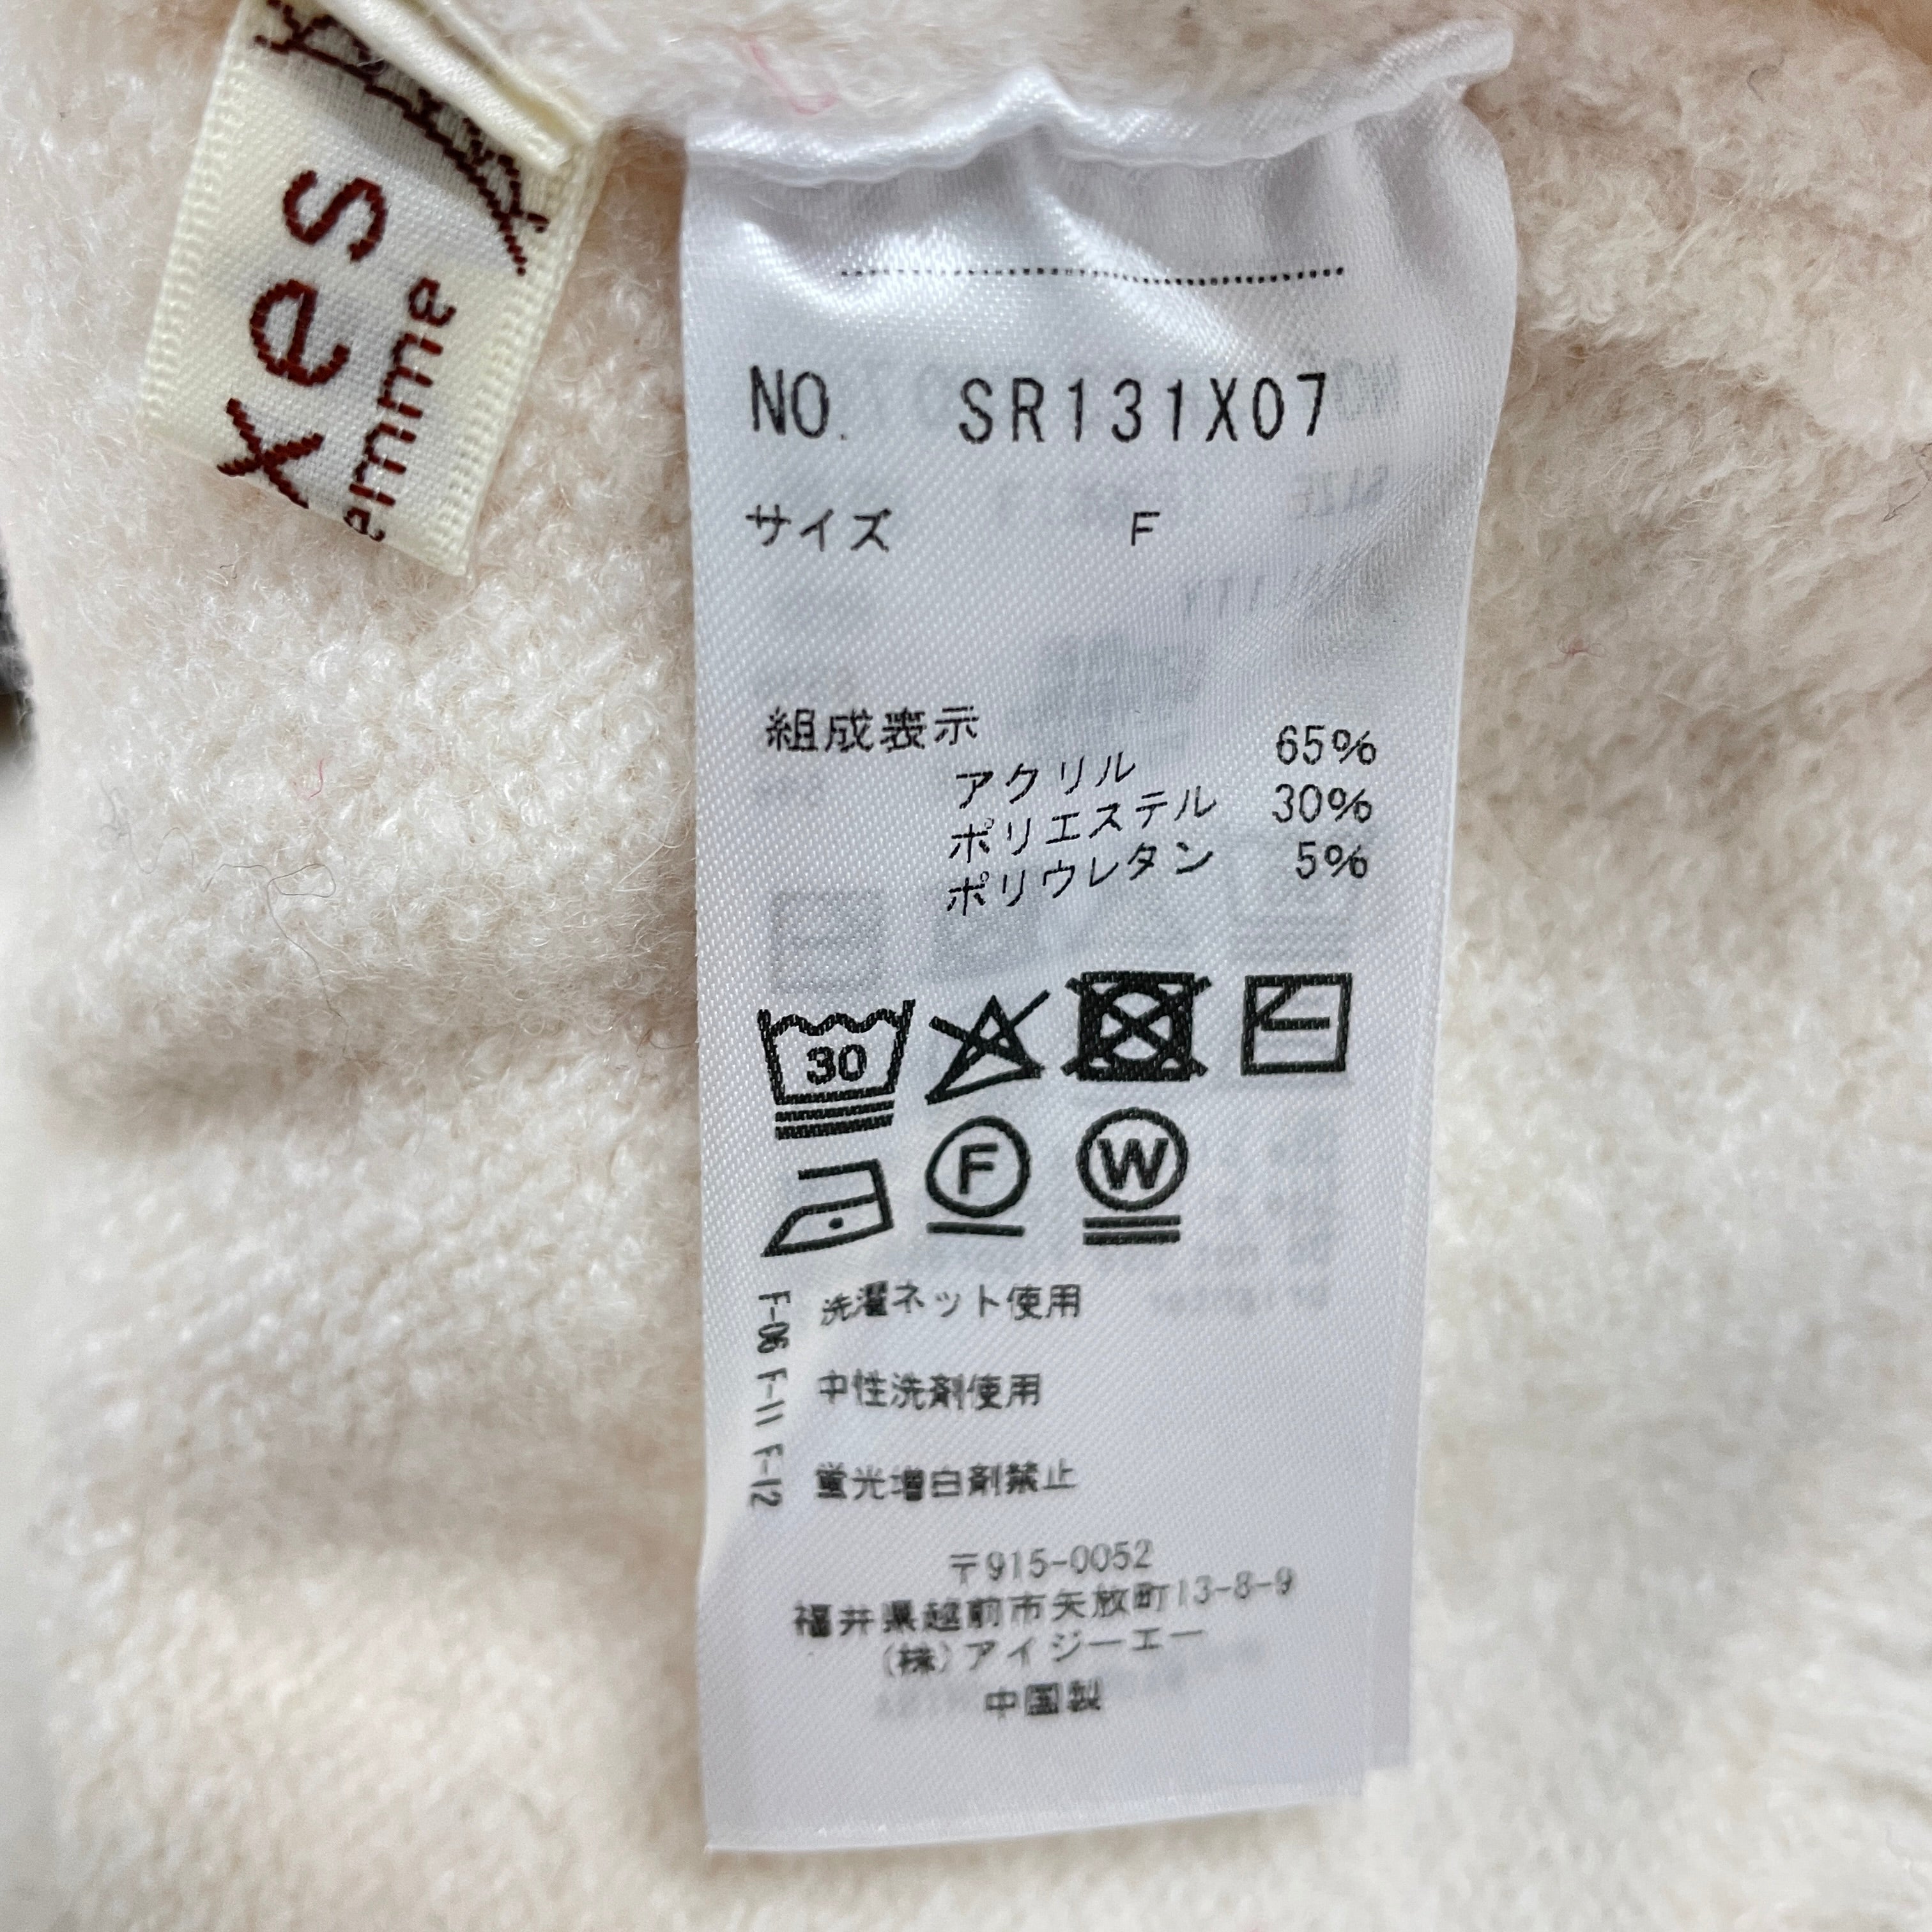 xes
emme
NO. SR131X07
サイズ F
組成表示
アクリル 65%
ポリエステル 30%
ポリウレタン 5%
30
F
W
F-06 F-11 F-12
洗濯ネット使用
中性洗剤使用
蛍光増白剤禁止
〒915-0052
福井県越前市矢放町13-8-9
(株)アイジーエー
中国製